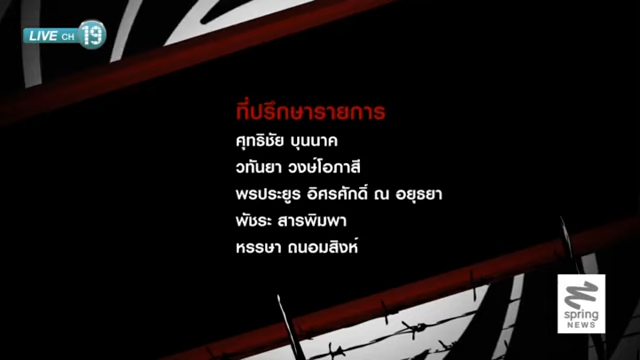 LIVE CH 19
ที่ปรึกษารายการ
ศุทธิชัย บุนนาค
วทันยา วงษ์โอภาสี
พรประยูร อิศรศักดิ์ ณ อยุธยา
พัชระ สารพิมพา
หรรษา ถนอมสิงห์
spring
NEWS